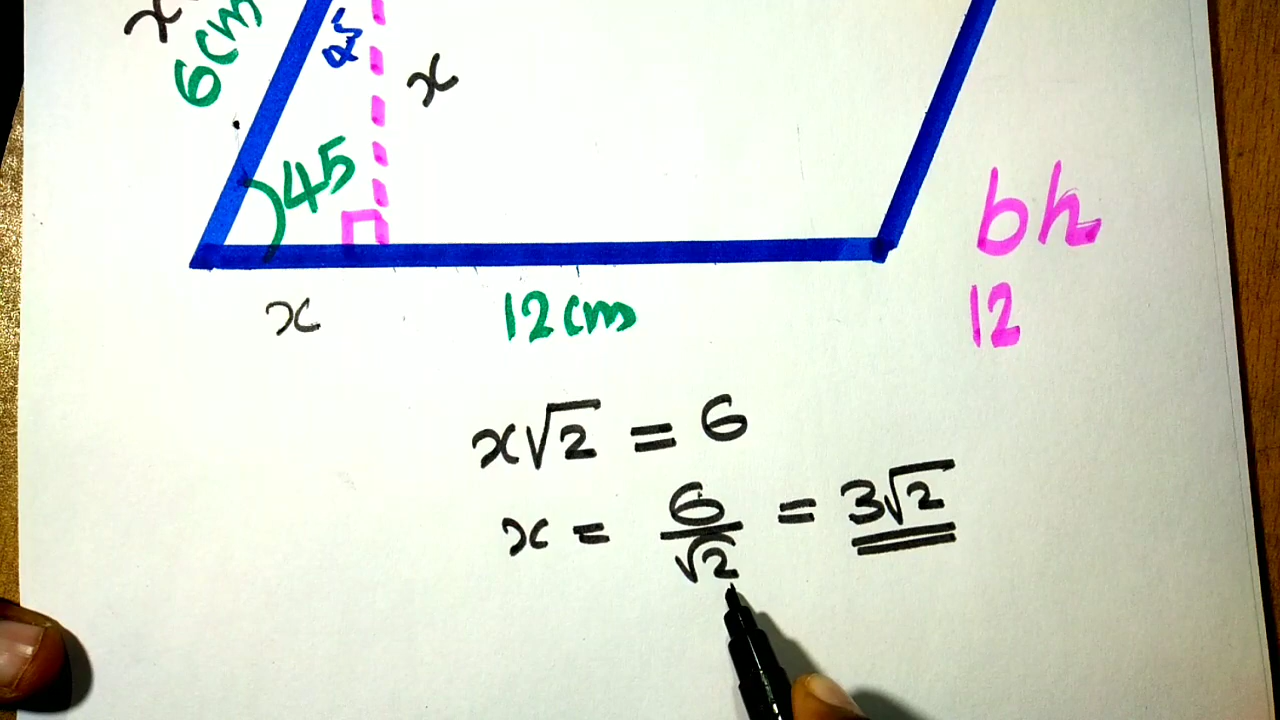 x
6cm
45
x
45
bh
x
12cm
12
x√2 = 6
x = 6/√2 = 3√2